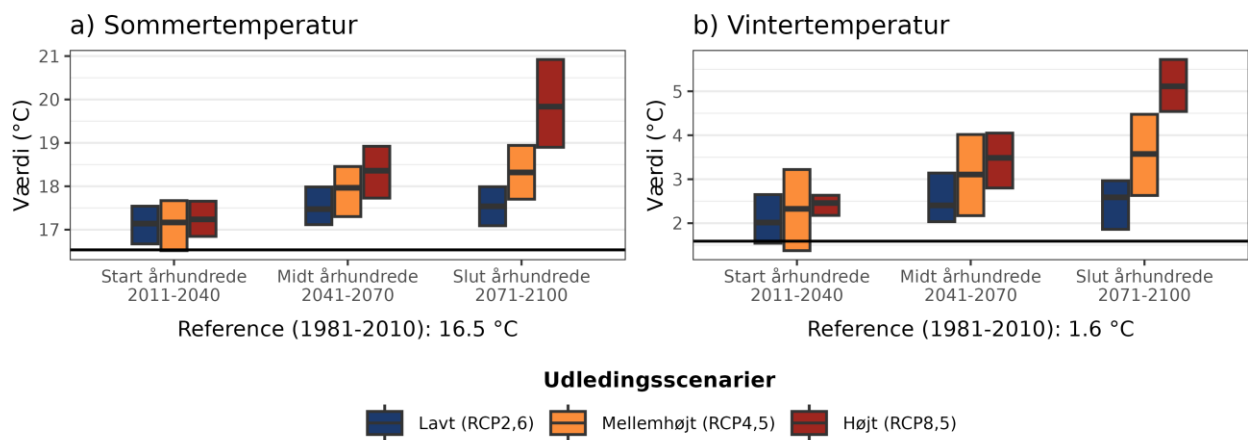 a) Sommertemperatur
Værdi (°C)
21
20
19
18
17
Start århundrede
2011-2040
Midt århundrede
2041-2070
Slut århundrede
2071-2100
Reference (1981-2010): 16.5 °C
b) Vintertemperatur
Værdi (°C)
5
4
3
2
Start århundrede
2011-2040
Midt århundrede
2041-2070
Slut århundrede
2071-2100
Reference (1981-2010): 1.6 °C
Udledingsscenarier
Lavt (RCP2,6)
Mellemhøjt (RCP4,5)
Højt (RCP8,5)